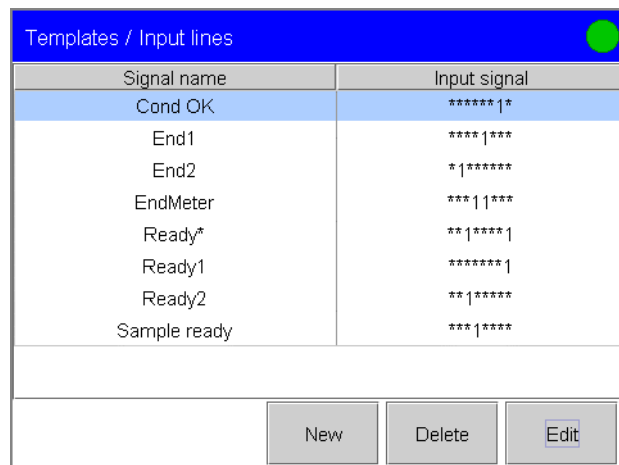 Templates / Input lines
Signal name Input signal
Cond OK ******1*
End1 ****1***
End2 *1******
EndMeter ***11***
Ready* **1****1
Ready1 *******1
Ready2 **1*****
Sample ready ***1****
New Delete Edit